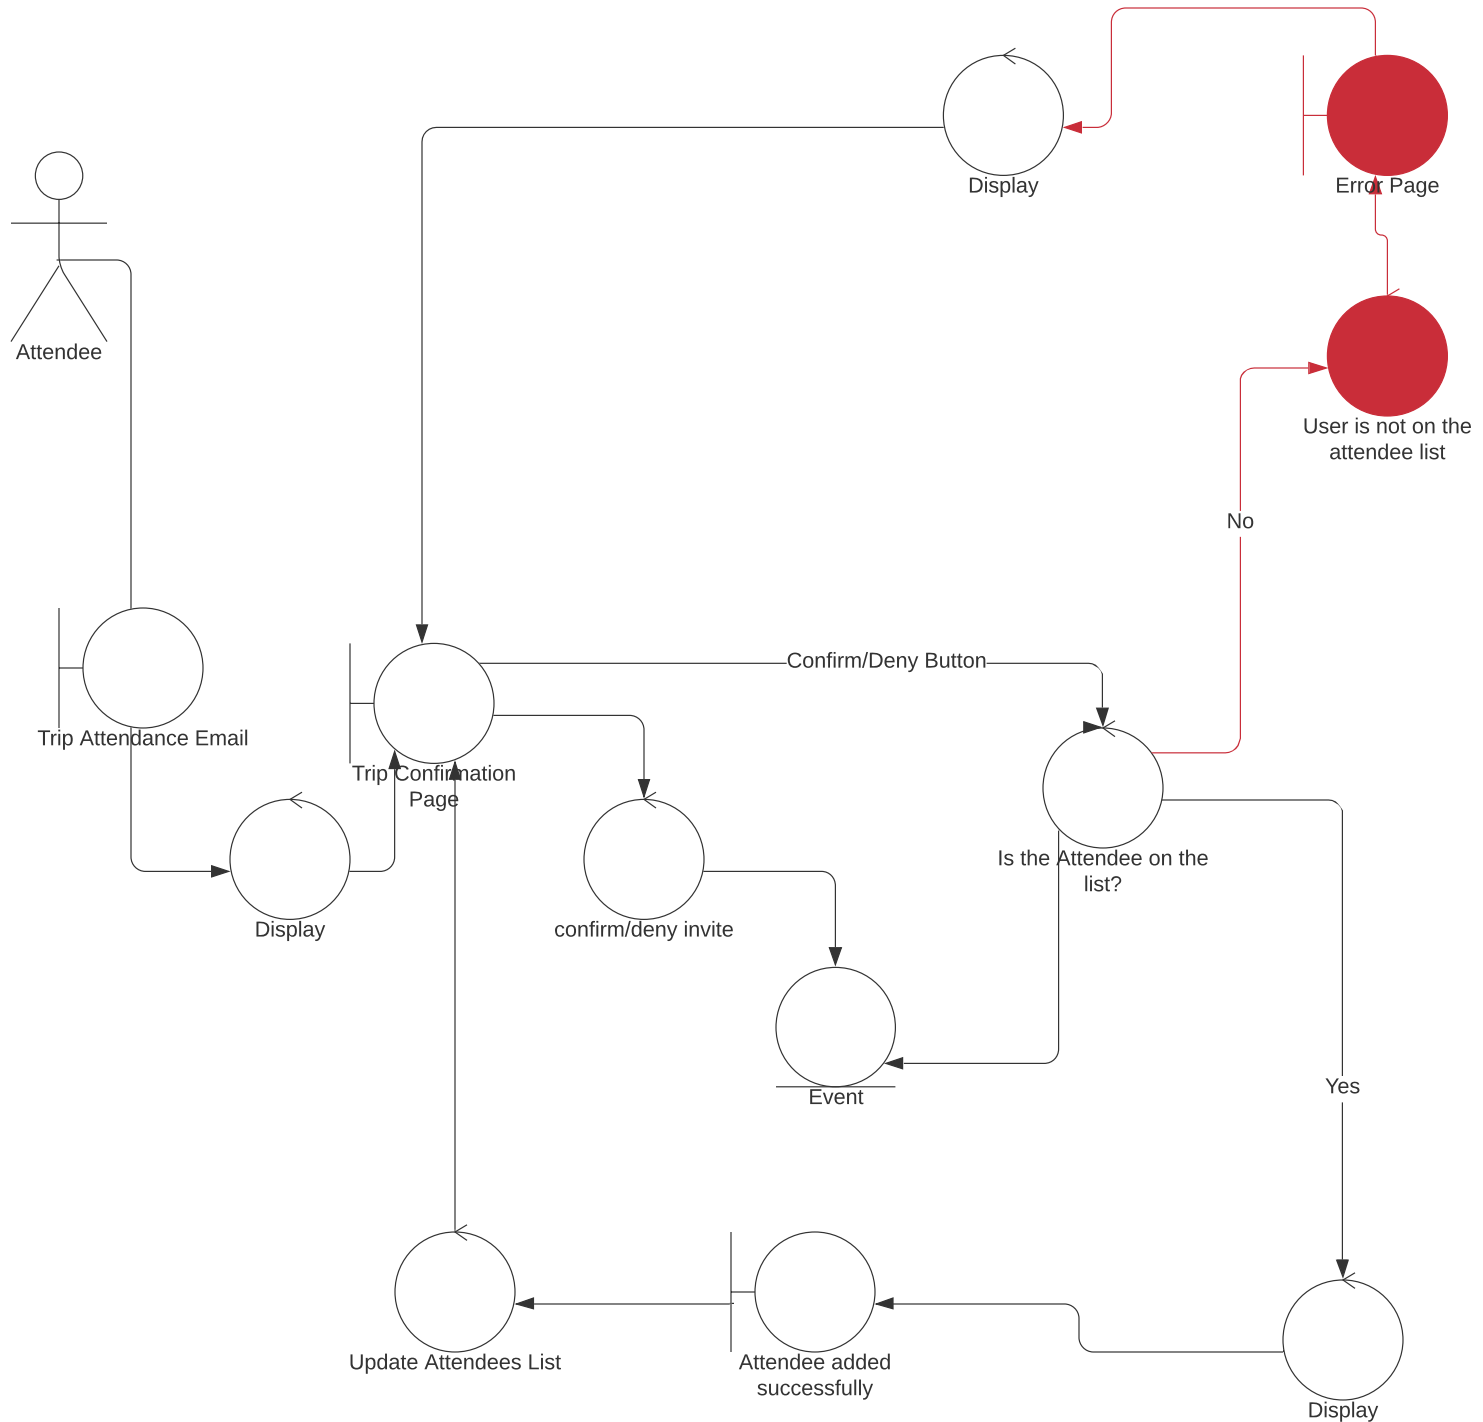 Display
Error Page
Attendee
User is not on the
attendee list
No
Confirm/Deny Button
Trip Attendance Email
Trip Confirmation
Page
Is the Attendee on the
list?
Display
confirm/deny invite
Yes
Event
Update Attendees List
Attendee added
successfully
Display